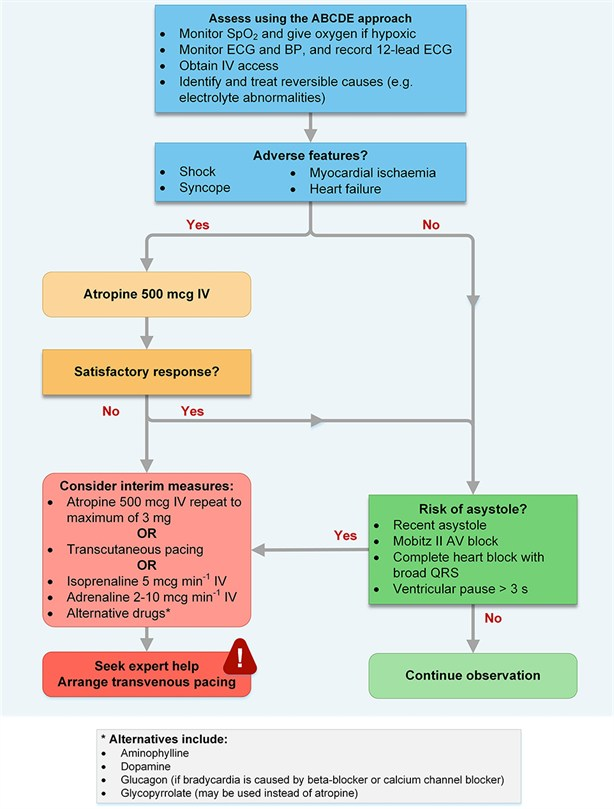 Assess using the ABCDE approach
• Monitor SpO₂ and give oxygen if hypoxic
• Monitor ECG and BP, and record 12-lead ECG
• Obtain IV access
• Identify and treat reversible causes (e.g.
electrolyte abnormalities)
Adverse features?
• Shock
• Syncope
• Myocardial ischaemia
• Heart failure
Yes
No
Atropine 500 mcg IV
Satisfactory response?
No
Yes
Consider interim measures:
• Atropine 500 mcg IV repeat to
maximum of 3 mg
OR
• Transcutaneous pacing
OR
• Isoprenaline 5 mcg min⁻¹ IV
• Adrenaline 2-10 mcg min⁻¹ IV
• Alternative drugs*
Yes
Risk of asystole?
• Recent asystole
• Mobitz II AV block
• Complete heart block with
broad QRS
• Ventricular pause > 3 s
No
!
Seek expert help
Arrange transvenous pacing
Continue observation
* Alternatives include:
• Aminophylline
• Dopamine
• Glucagon (if bradycardia is caused by beta-blocker or calcium channel blocker)
• Glycopyrrolate (may be used instead of atropine)